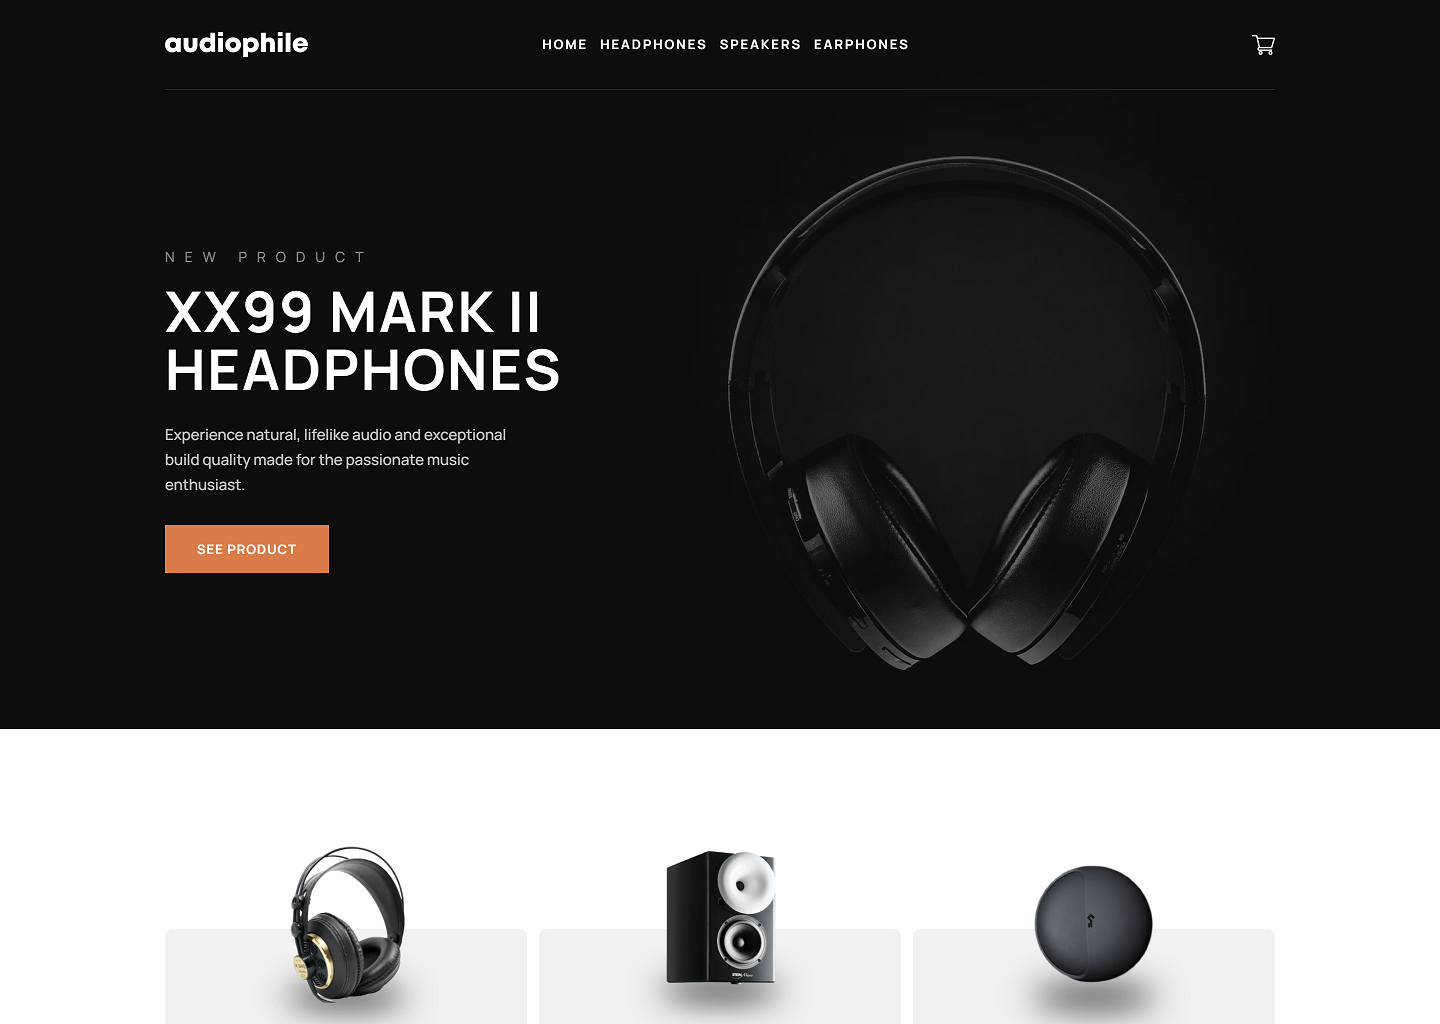 audiophile
HOME HEADPHONES SPEAKERS EARPHONES
NEW PRODUCT
XX99 MARK II
HEADPHONES
Experience natural, lifelike audio and exceptional
build quality made for the passionate music
enthusiast.
SEE PRODUCT